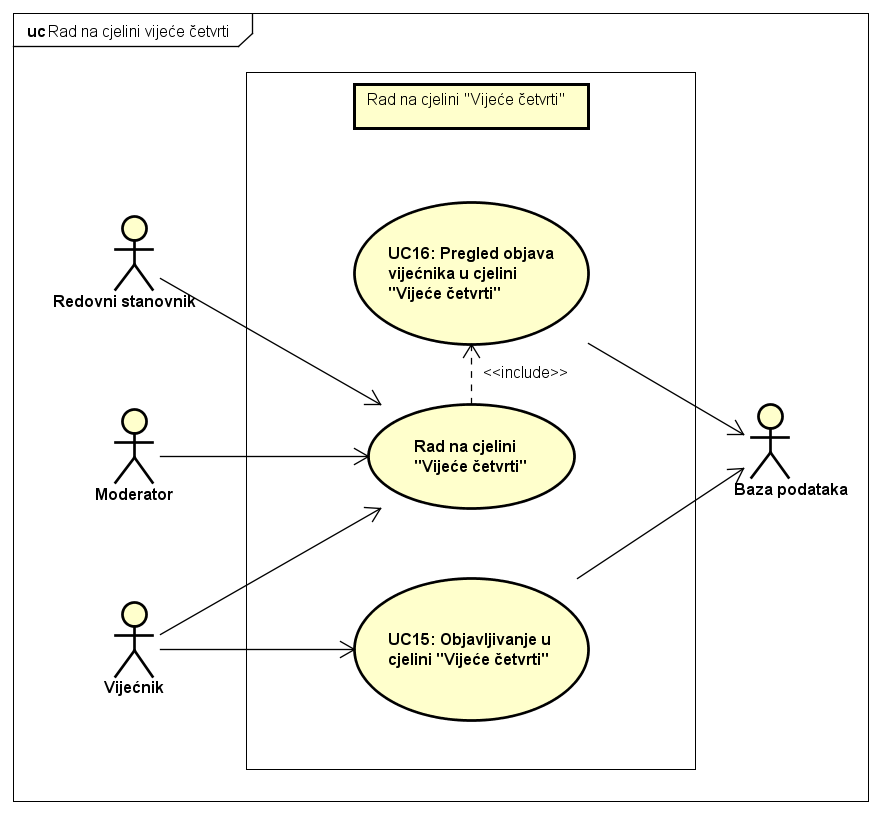 uc Rad na cjelini vijeće četvrti
Rad na cjelini "Vijeće četvrti"
UC16: Pregled objava
vijećnika u cjelini
"Vijeće četvrti"
Redovni stanovnik
<<include>>
Rad na cjelini
"Vijeće četvrti"
Moderator
Baza podataka
UC15: Objavljivanje u
cjelini "Vijeće četvrti"
Vijećnik